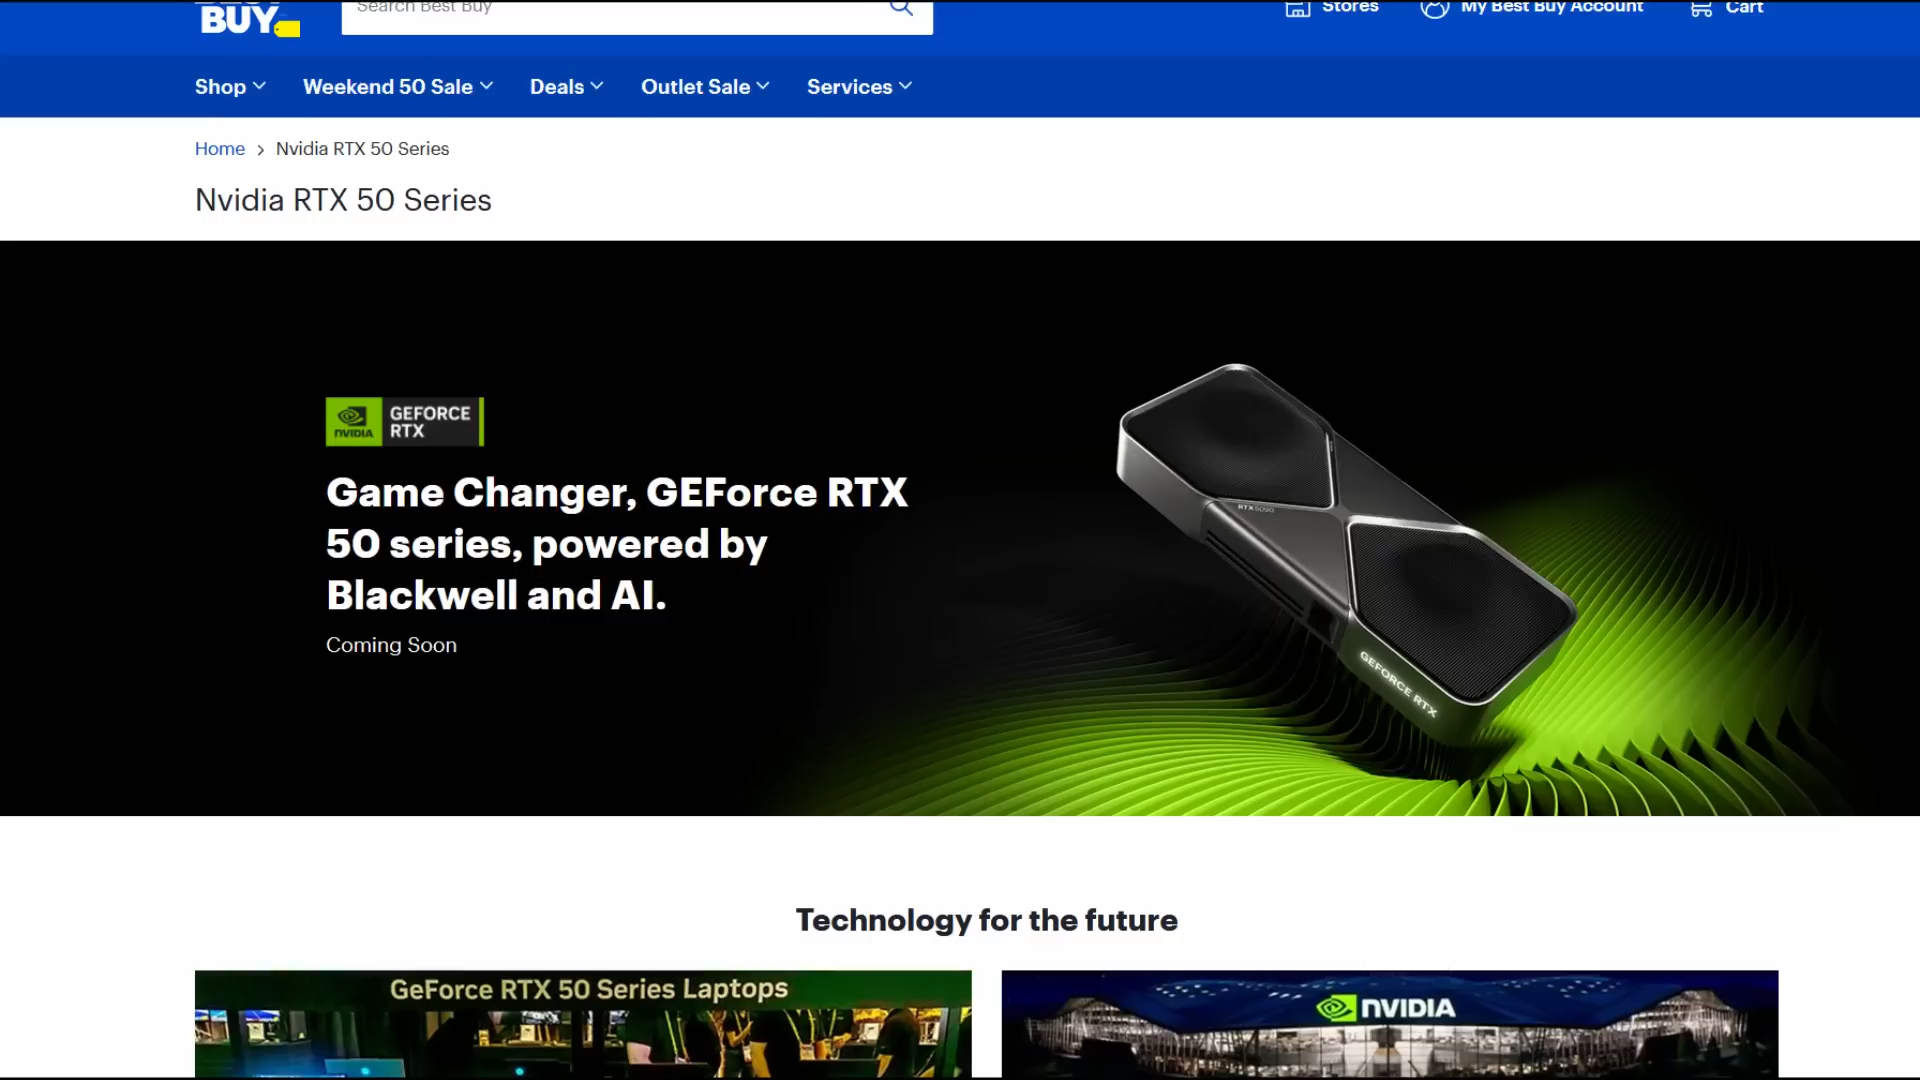 BUY
Search Best Buy
Stores
My Best Buy Account
Cart
Shop
Weekend 50 Sale
Deals
Outlet Sale
Services
Home > Nvidia RTX 50 Series
Nvidia RTX 50 Series
NVIDIA
GEFORCE
RTX
Game Changer, GEForce RTX
50 series, powered by
Blackwell and AI.
Coming Soon
RTX 5090
GEFORCE RTX
Technology for the future
GeForce RTX 50 Series Laptops
NVIDIA